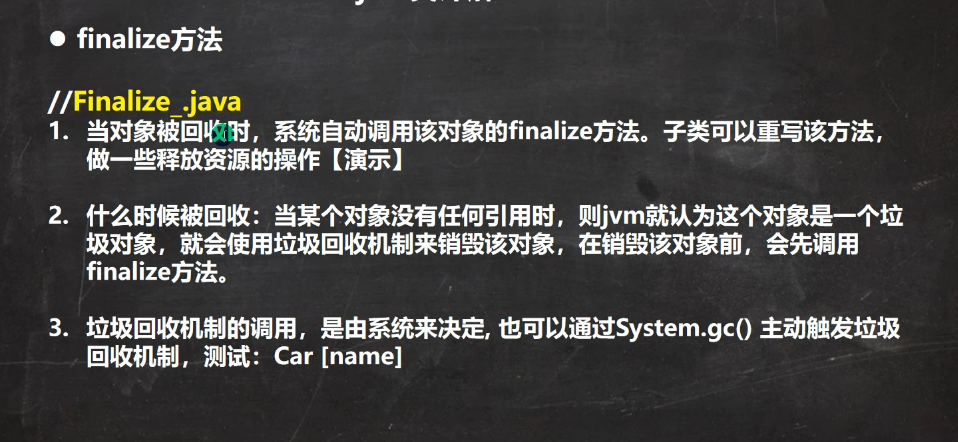 finalize方法
//Finalize_.java
1. 当对象被回收时，系统自动调用该对象的finalize方法。子类可以重写该方法，
做一些释放资源的操作【演示】
2. 什么时候被回收：当某个对象没有任何引用时，则jvm就认为这个对象是一个垃
圾对象，就会使用垃圾回收机制来销毁该对象，在销毁该对象前，会先调用
finalize方法。
3. 垃圾回收机制的调用，是由系统来决定, 也可以通过System.gc() 主动触发垃圾
回收机制，测试：Car [name]